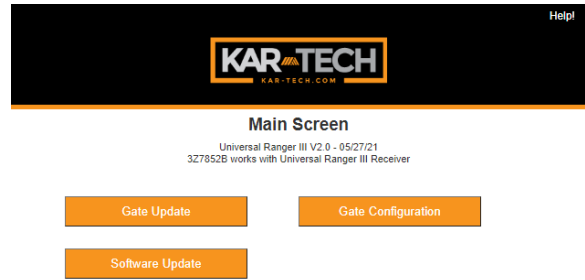 Help!
KAR-TECH
KAR-TECH.COM
Main Screen
Universal Ranger III V2.0 - 05/27/21
3Z7852B works with Universal Ranger III Receiver
Gate Update
Gate Configuration
Software Update